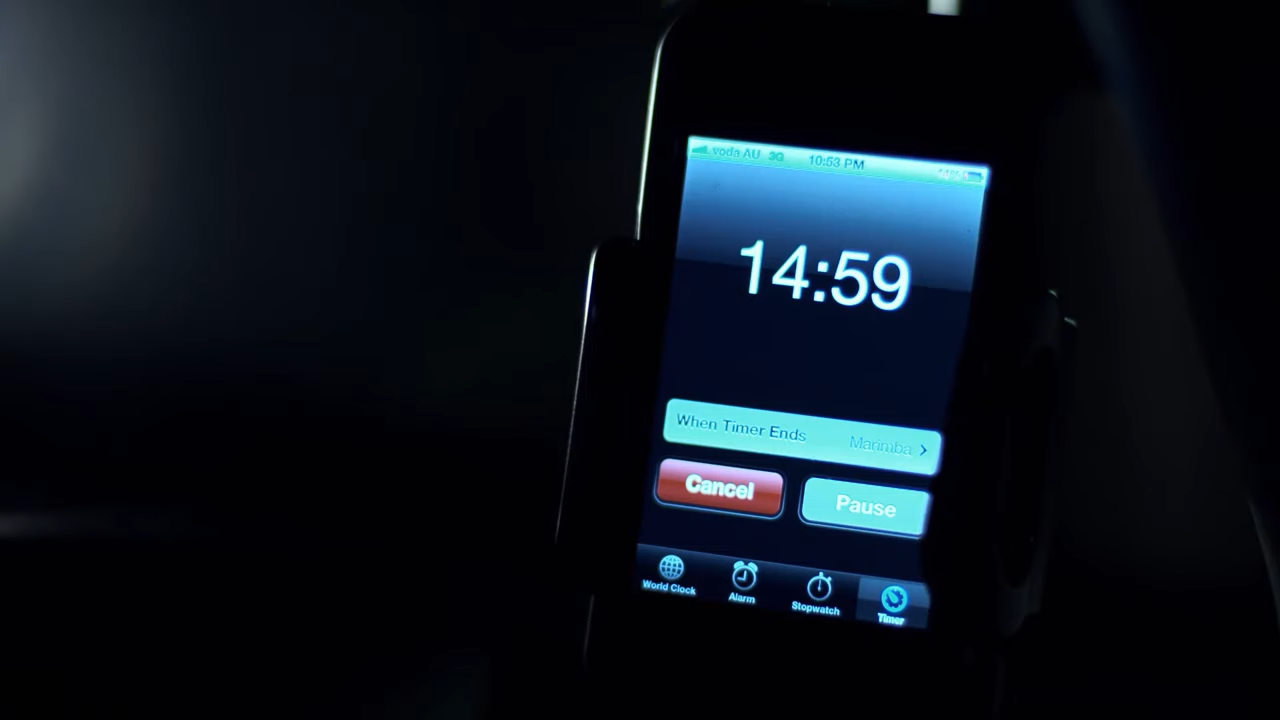 voda AU 3G 10:53 PM
14:59
When Timer Ends Marimba
Cancel Pause
World Clock Alarm Stopwatch Timer